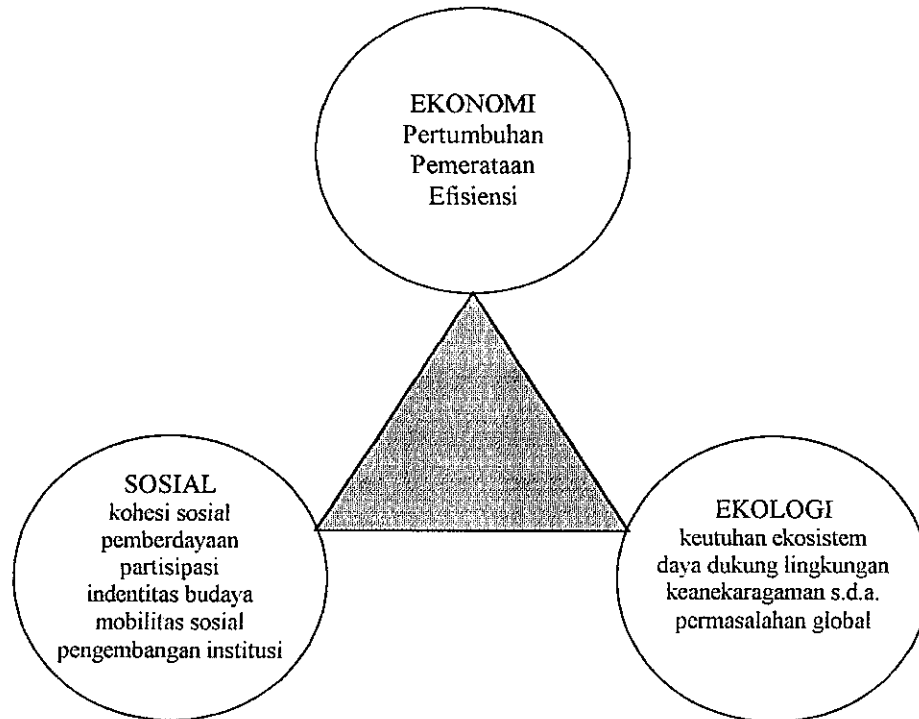 EKONOMI
Pertumbuhan
Pemerataan
Efisiensi
SOSIAL
kohesi sosial
pemberdayaan
partisipasi
indentitas budaya
mobilitas sosial
pengembangan institusi
EKOLOGI
keutuhan ekosistem
daya dukung lingkungan
keanekaragaman s.d.a.
permasalahan global